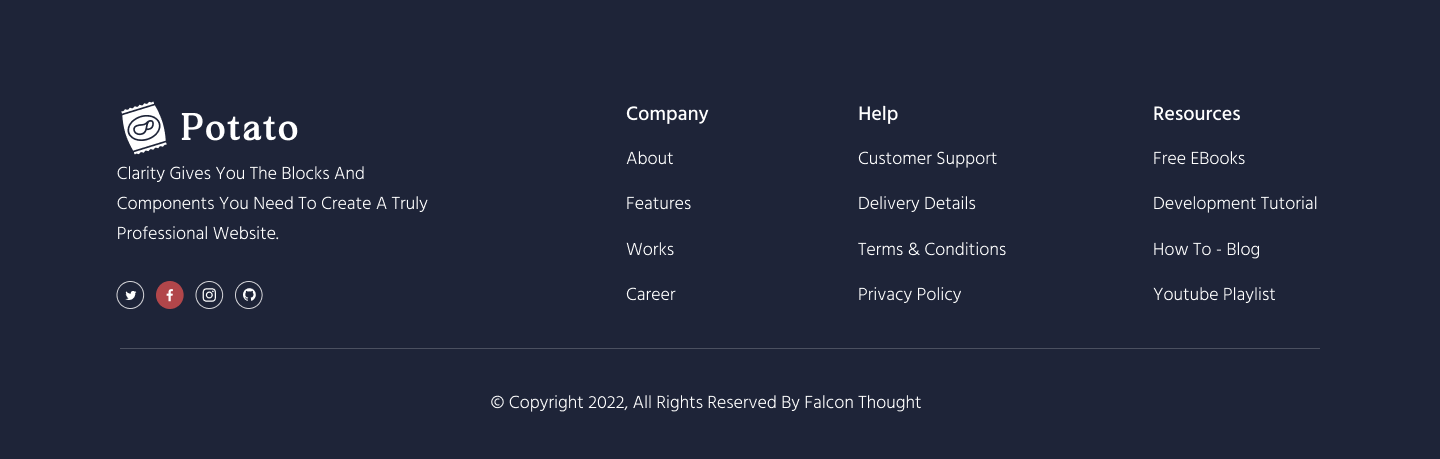 Potato
Clarity Gives You The Blocks And
Components You Need To Create A Truly
Professional Website.
Company
About
Features
Works
Career
Help
Customer Support
Delivery Details
Terms & Conditions
Privacy Policy
Resources
Free EBooks
Development Tutorial
How To - Blog
Youtube Playlist
© Copyright 2022, All Rights Reserved By Falcon Thought